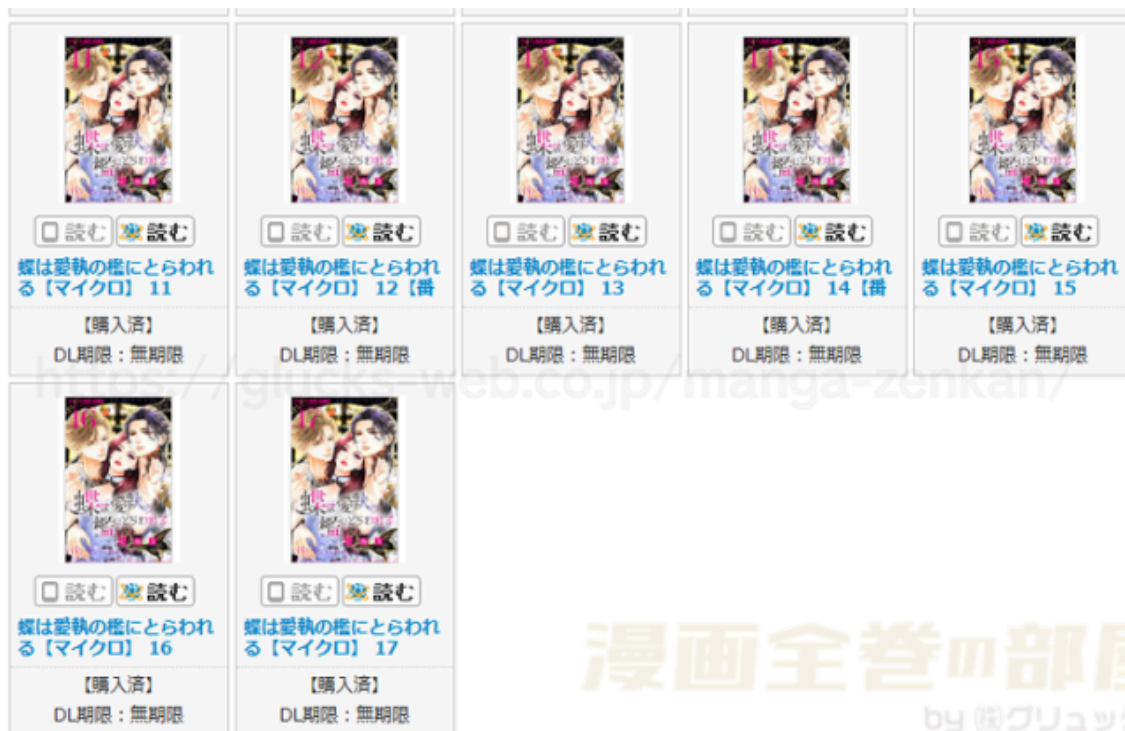 11
12
13
14
15
読む 読む
読む 読む
読む 読む
読む 読む
読む 読む
蝶は愛執の檻にとらわれ
る【マイクロ】 11
蝶は愛執の檻にとらわれ
る【マイクロ】 12【番
蝶は愛執の檻にとらわれ
る【マイクロ】 13
蝶は愛執の檻にとらわれ
る【マイクロ】 14【番
蝶は愛執の檻にとらわれ
る【マイクロ】 15
【購入済】
DL期限：無期限
【購入済】
DL期限：無期限
【購入済】
DL期限：無期限
【購入済】
DL期限：無期限
【購入済】
DL期限：無期限
https://glucks-web.co.jp/manga-zenkan/
16
17
読む 読む
読む 読む
蝶は愛執の檻にとらわれ
る【マイクロ】 16
蝶は愛執の檻にとらわれ
る【マイクロ】 17
【購入済】
DL期限：無期限
【購入済】
DL期限：無期限
漫画全巻の部屋
by ㈱グリュック